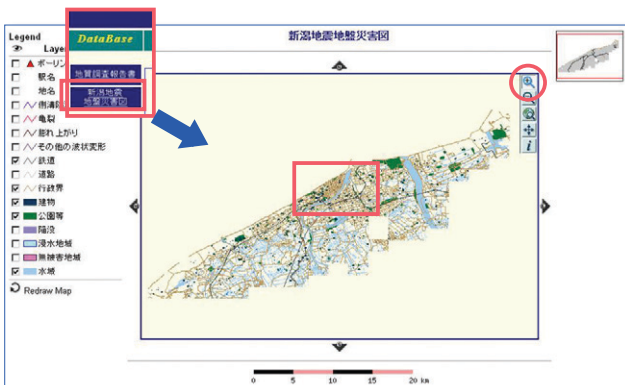 新潟地震地盤災害図
Legend
Laye
DataBase
地質調査報告書
新潟地震
地盤災害図
ボーリン
駅名
地名
側溝
亀裂
膨れ上がり
その他の波状変形
鉄道
道路
行政界
建物
公園等
陥没
浸水地域
無被害地域
水域
Redraw Map
i
0 5 10 15 20 km